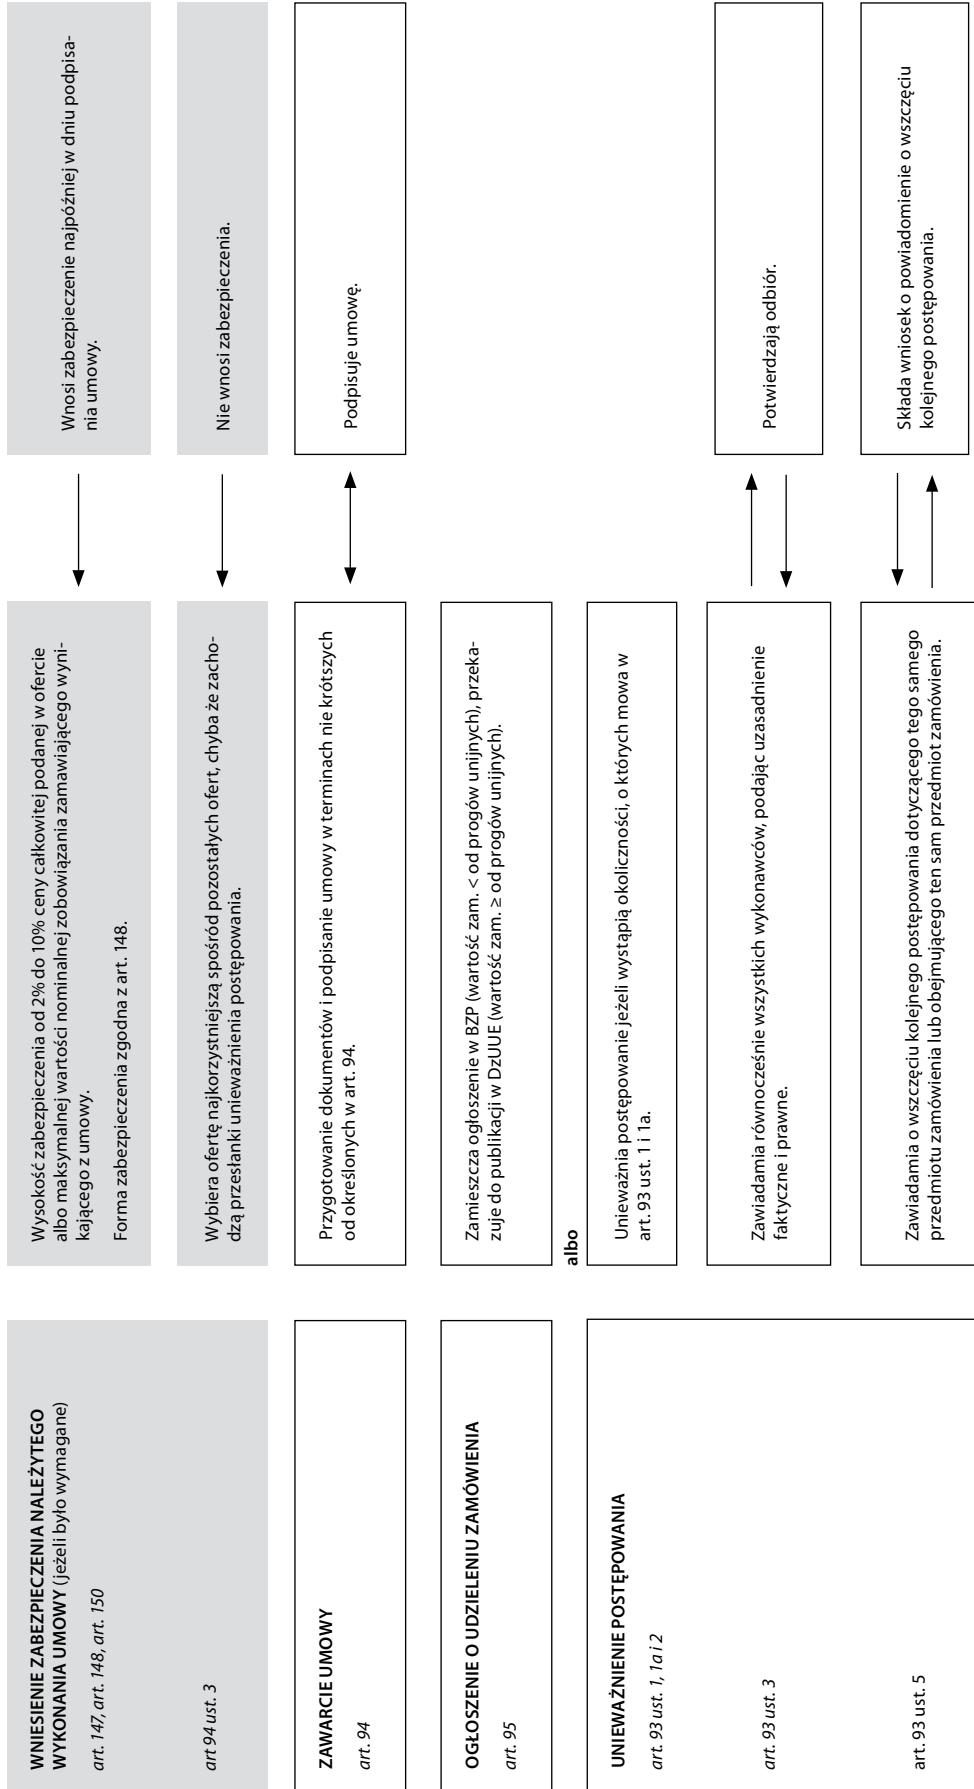 WNIESIENIE ZABEZPIECZENIA NALEŻYTEGO
WYKONANIA UMOWY (jeżeli było wymagane)
art. 147, art. 148, art. 150
Wysokość zabezpieczenia od 2% do 10% ceny całkowitej podanej w ofercie
albo maksymalnej wartości nominalnej zobowiązania zamawiającego wyni-
kającego z umowy.
Forma zabezpieczenia zgodna z art. 148.
Wnosi zabezpieczenie najpóźniej w dniu podpisa-
nia umowy.
art 94 ust. 3
Wybiera ofertę najkorzystniejszą spośród pozostałych ofert, chyba że zacho-
dzą przesłanki unieważnienia postępowania.
Nie wnosi zabezpieczenia.
ZAWARCIE UMOWY
art. 94
Przygotowanie dokumentów i podpisanie umowy w terminach nie krótszych
od określonych w art. 94.
Podpisuje umowę.
OGŁOSZENIE O UDZIELENIU ZAMÓWIENIA
art. 95
Zamieszcza ogłoszenie w BZP (wartość zam. < od progów unijnych), przeka-
zuje do publikacji w DzUUE (wartość zam. ≥ od progów unijnych).
albo
UNIEWAŻNIENIE POSTĘPOWANIA
art. 93 ust. 1, 1a i 2
Unieważnia postępowanie jeżeli wystąpią okoliczności, o których mowa w
art. 93 ust. 1 i 1a.
art. 93 ust. 3
Zawiadamia równocześnie wszystkich wykonawców, podając uzasadnienie
faktyczne i prawne.
Potwierdzają odbiór.
art. 93 ust. 5
Zawiadamia o wszczęciu kolejnego postępowania dotyczącego tego samego
przedmiotu zamówienia lub obejmującego ten sam przedmiot zamówienia.
Składa wniosek o powiadomienie o wszczęciu
kolejnego postępowania.